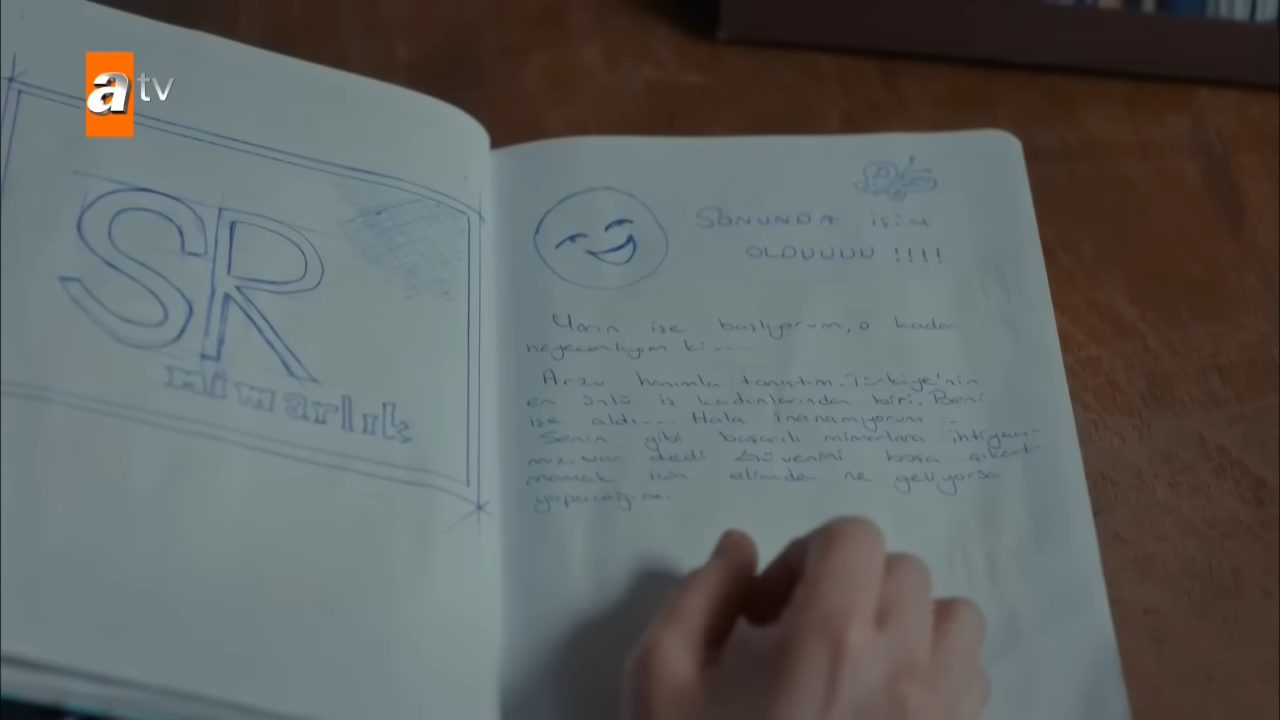 atv
SR
mimarlık
SONUNDA işim
OLDUUUU !!!!
Yarın işe başlıyorum, o kadar
heyecanlıyım ki....
Arzu hanımla tanıştım. Türkiye'nin
en ünlü iş kadınlarından biri. Beni
işe aldı.... Hala inanamıyorum ..
Senin gibi başarılı mimarlara ihtiyacı-
mız var dedi. Güvenini boşa çıkart-
mamak için elimden ne geliyorsa
yapacağım.